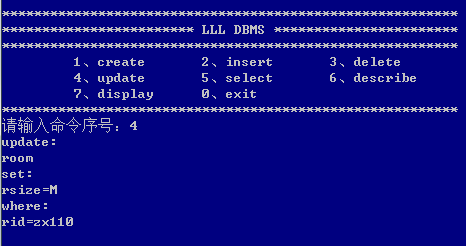 ************************************************************
************************* LLL DBMS *************************
************************************************************
1、create 2、insert 3、delete
4、update 5、select 6、describe
7、display 0、exit
************************************************************
请输入命令序号：4
update:
room
set:
rsize=M
where:
rid=zx110